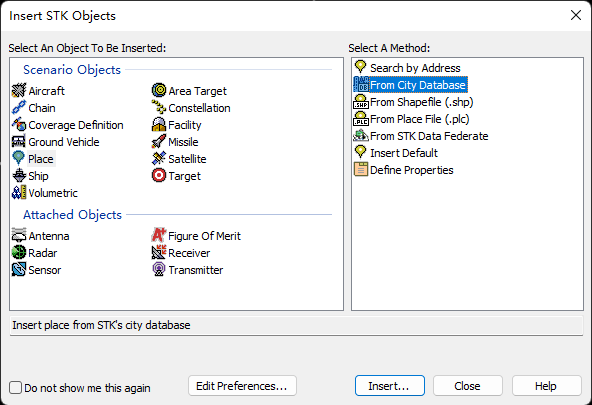 Insert STK Objects
Select An Object To Be Inserted:
Scenario Objects
Aircraft
Area Target
Chain
Constellation
Coverage Definition
Facility
Ground Vehicle
Missile
Place
Satellite
Ship
Target
Volumetric
Attached Objects
Antenna
Figure Of Merit
Radar
Receiver
Sensor
Transmitter
Select A Method:
Search by Address
From City Database
From Shapefile (.shp)
From Place File (.plc)
From STK Data Federate
Insert Default
Define Properties
Insert place from STK's city database
Do not show me this again
Edit Preferences...
Insert...
Close
Help